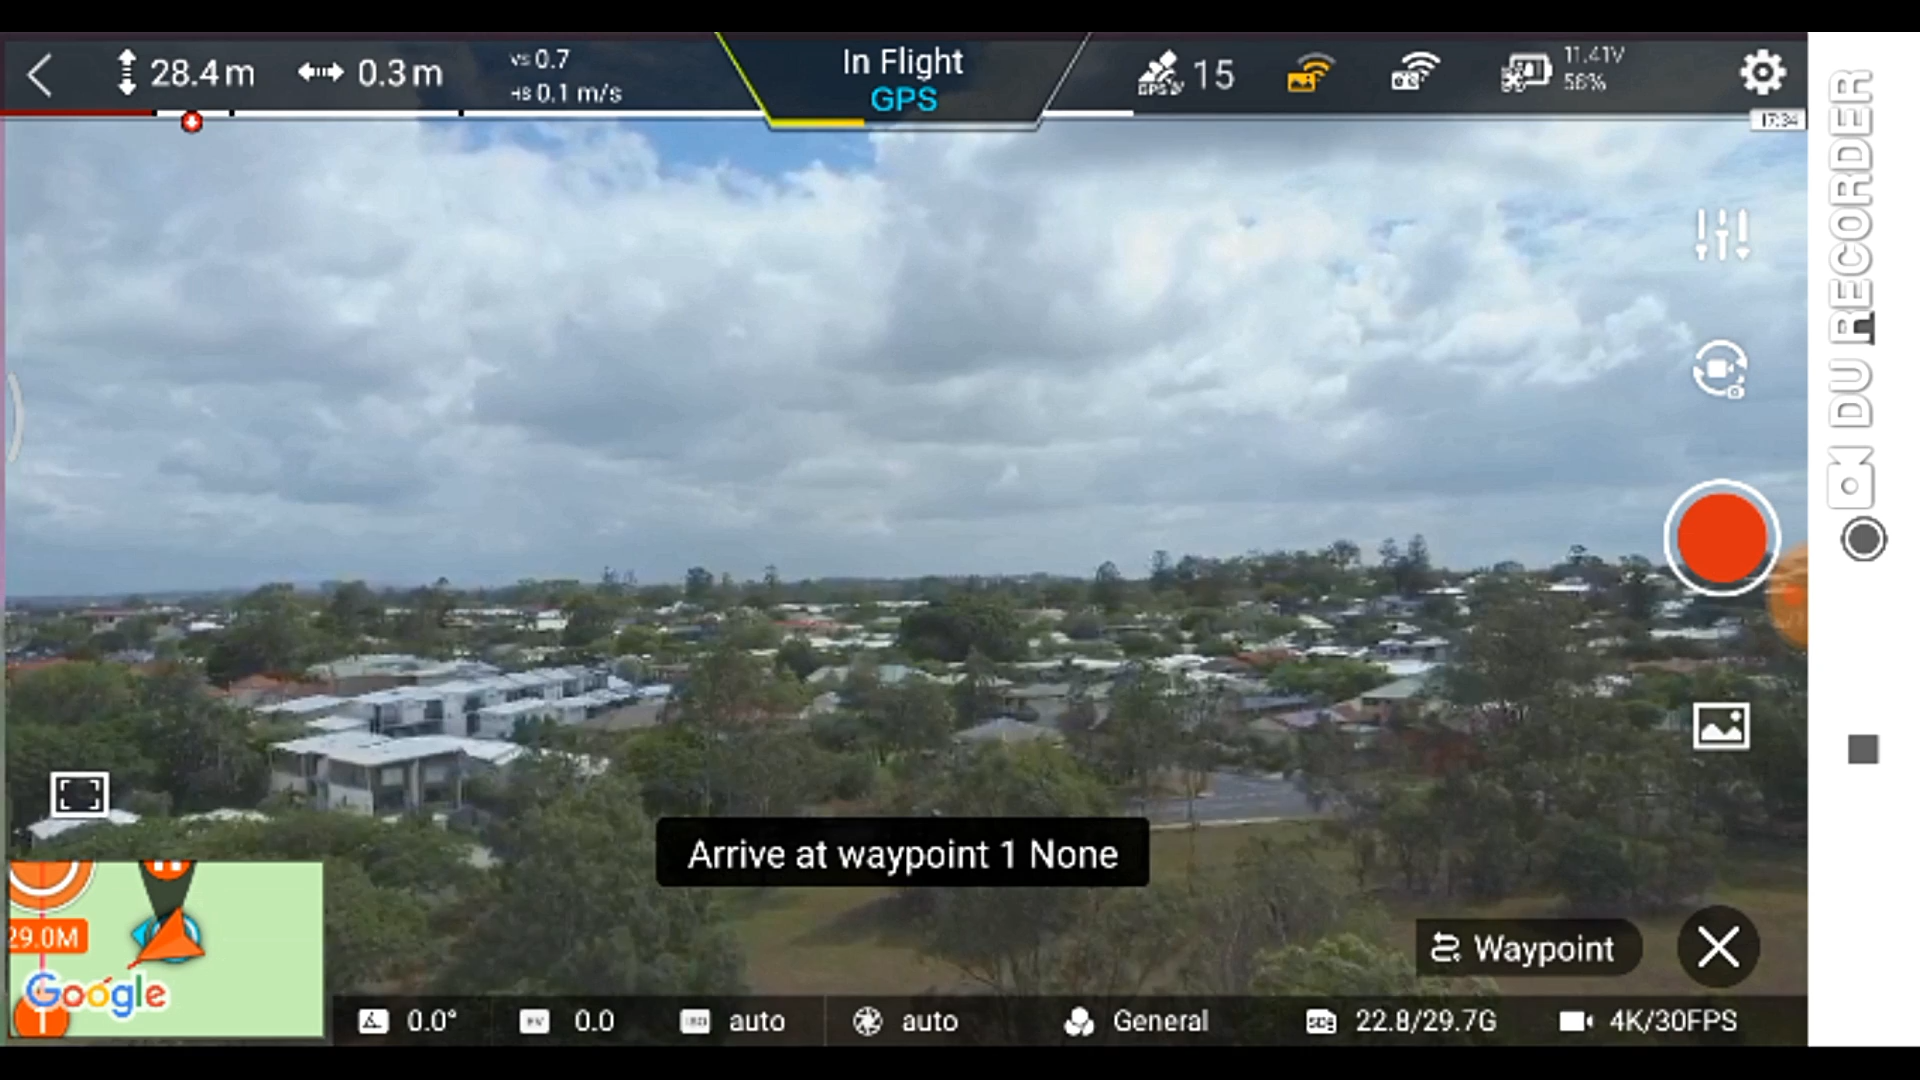 28.4m
0.3m
VS 0.7
HS 0.1 m/s
In Flight
GPS
15
11.41V
56%
17:34
DU RECORDER
Arrive at waypoint 1 None
29.0M
Google
Waypoint
0.0°
EV
0.0
ISO
auto
auto
General
22.8/29.7G
4K/30FPS